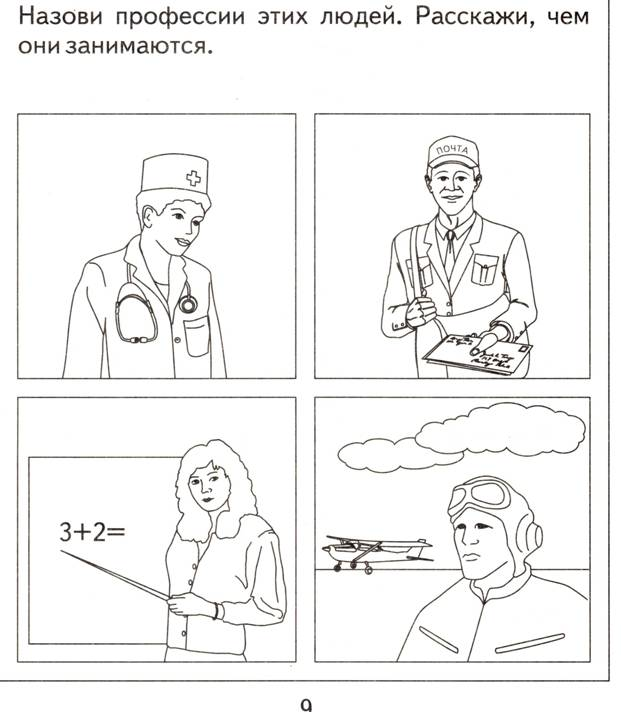 Назови профессии этих людей. Расскажи, чем
они занимаются.
ПОЧТА
3+2=
9